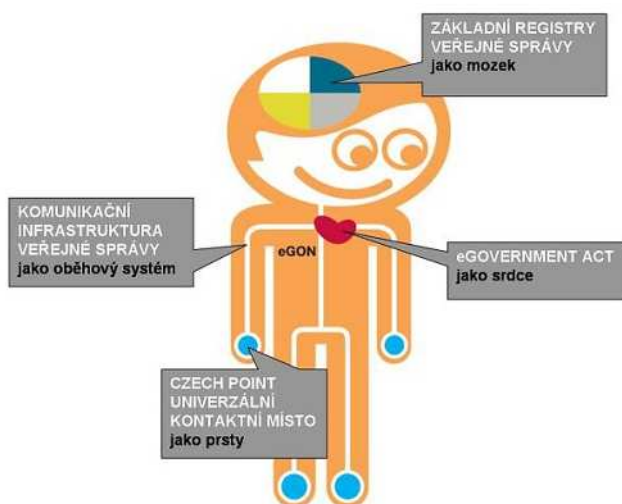 ZÁKLADNÍ REGISTRY
VEŘEJNÉ SPRÁVY
jako mozek
KOMUNIKAČNÍ
INFRASTRUKTURA
VEŘEJNÉ SPRÁVY
jako oběhový systém
eGON
eGOVERNMENT ACT
jako srdce
CZECH POINT
UNIVERZÁLNÍ
KONTAKTNÍ MÍSTO
jako prsty